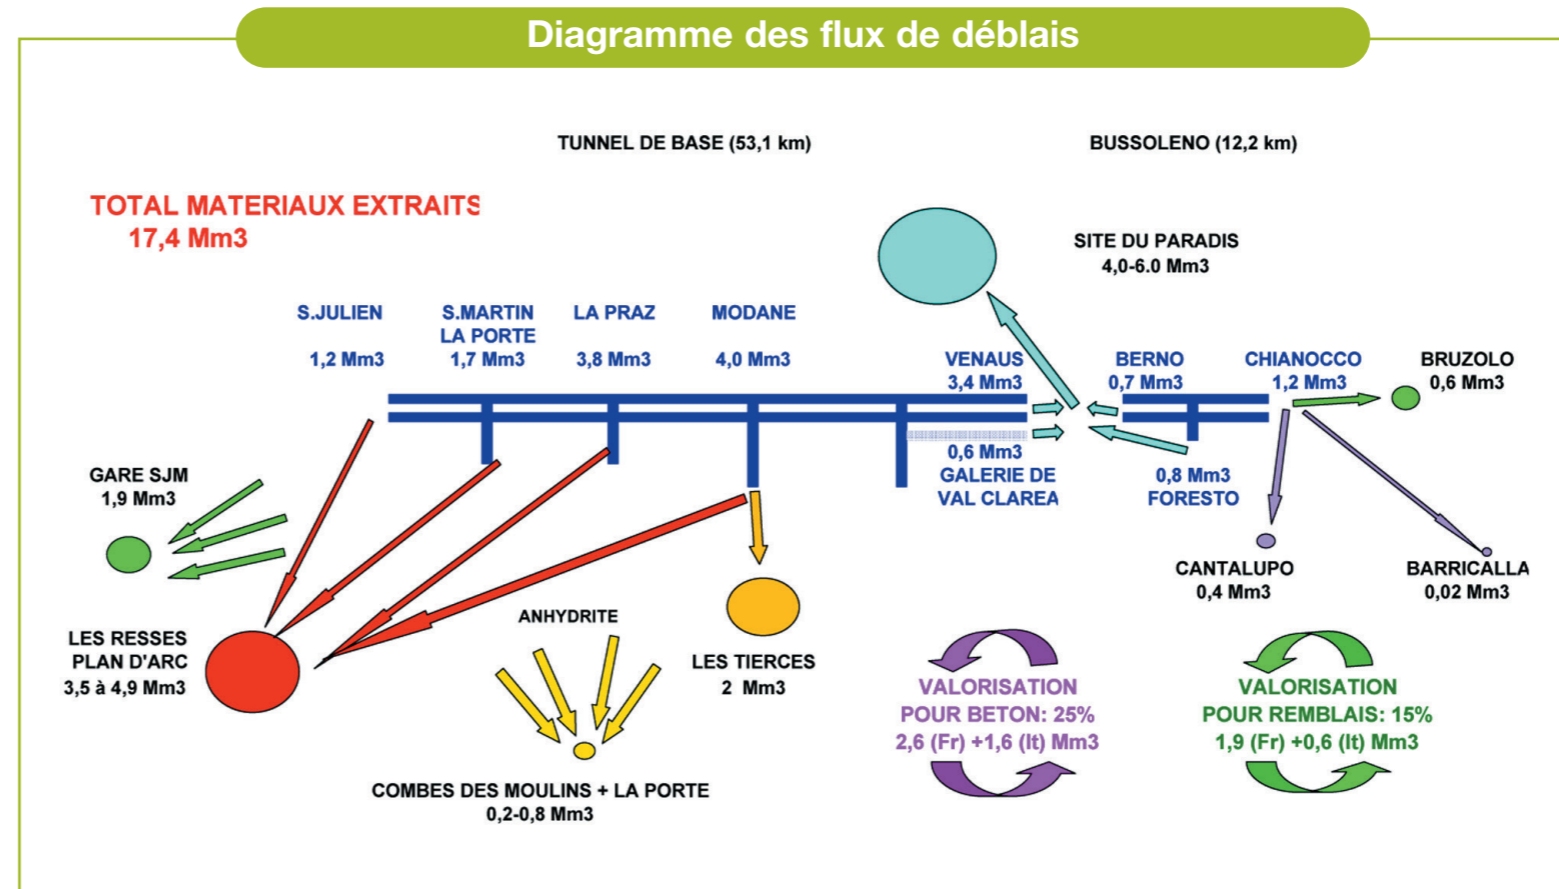 Diagramme des flux de déblais
TUNNEL DE BASE (53,1 km)
BUSSOLENO (12,2 km)
TOTAL MATERIAUX EXTRAITS
17,4 Mm3
SITE DU PARADIS
4,0-6.0 Mm3
S.JULIEN
1,2 Mm3
S.MARTIN
LA PORTE
1,7 Mm3
LA PRAZ
3,8 Mm3
MODANE
4,0 Mm3
VENAUS
3,4 Mm3
BERNO
0,7 Mm3
CHIANOCCO
1,2 Mm3
BRUZOLO
0,6 Mm3
0,6 Mm3
GALERIE DE
VAL CLAREA
0,8 Mm3
FORESTO
GARE SJM
1,9 Mm3
CANTALUPO
0,4 Mm3
BARRICALLA
0,02 Mm3
LES RESSES
PLAN D'ARC
3,5 à 4,9 Mm3
ANHYDRITE
LES TIERCES
2 Mm3
COMBES DES MOULINS + LA PORTE
0,2-0,8 Mm3
VALORISATION
POUR BETON: 25%
2,6 (Fr) +1,6 (It) Mm3
VALORISATION
POUR REMBLAIS: 15%
1,9 (Fr) +0,6 (It) Mm3